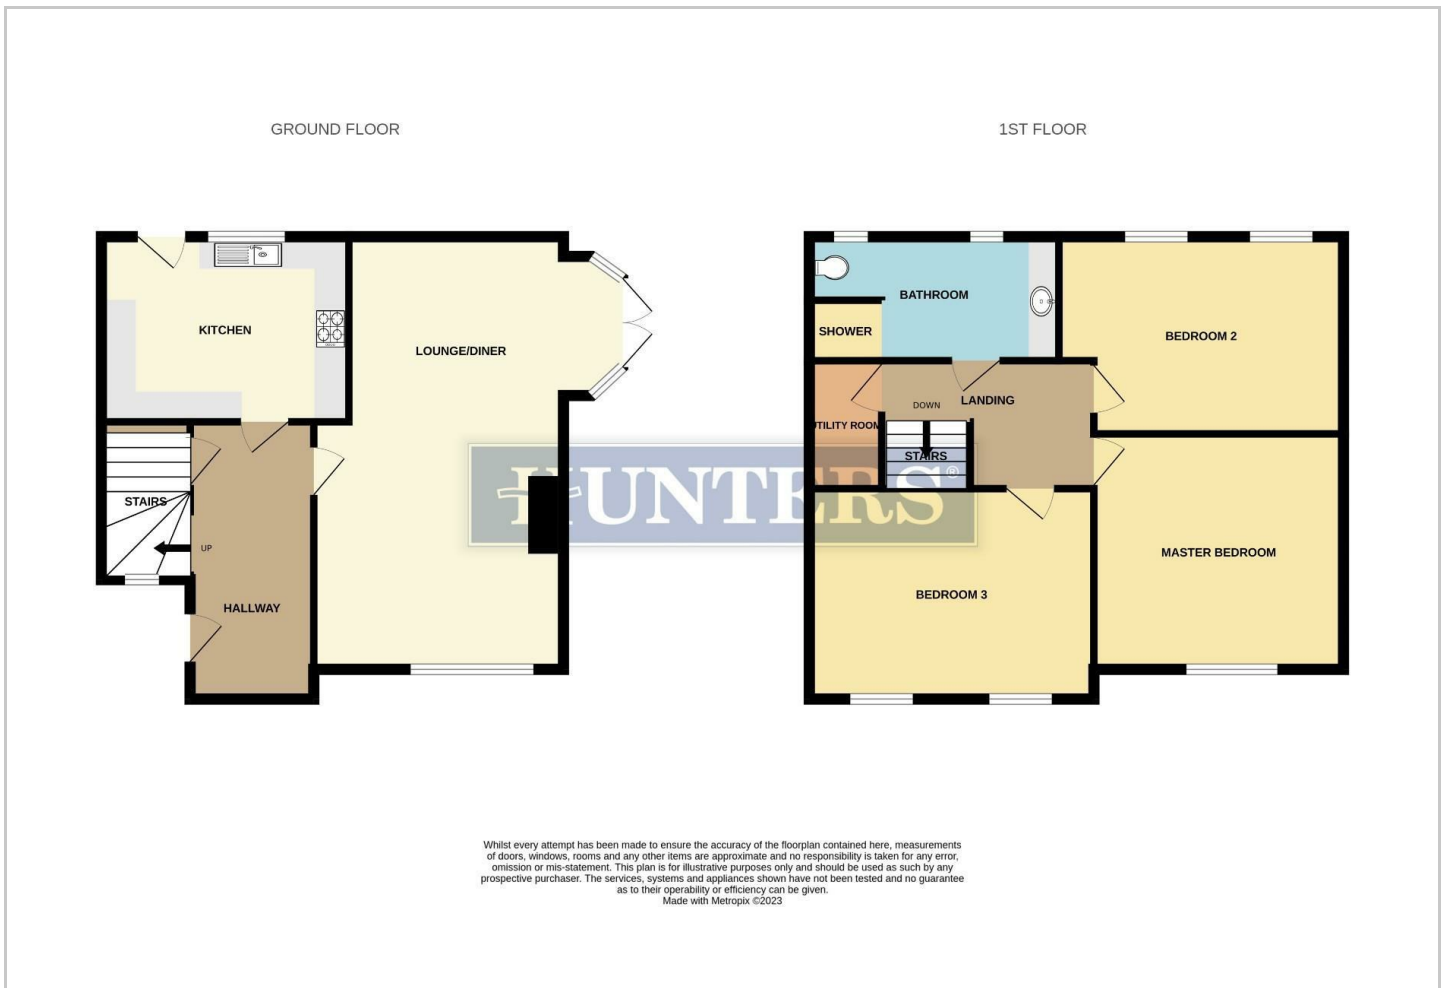 GROUND FLOOR
1ST FLOOR
KITCHEN
LOUNGE/DINER
STAIRS
UP
HALLWAY
BATHROOM
SHOWER
BEDROOM 2
LANDING
DOWN
UTILITY ROOM
STAIRS
HUNTERS®
MASTER BEDROOM
BEDROOM 3
Whilst every attempt has been made to ensure the accuracy of the floorplan contained here, measurements
of doors, windows, rooms and any other items are approximate and no responsibility is taken for any error,
omission or mis-statement. This plan is for illustrative purposes only and should be used as such by any
prospective purchaser. The services, systems and appliances shown have not been tested and no guarantee
as to their operability or efficiency can be given.
Made with Metropix ©2023